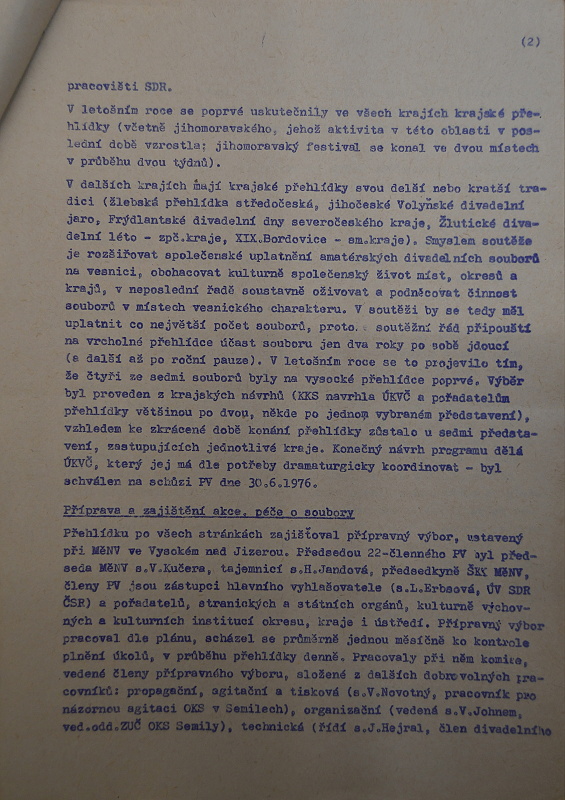 (2)
pracovišti SDR.
V letošním roce se poprvé uskutečnily ve všech krajích krajské pře-
hlídky (včetně jihomoravského, jehož aktivita v této oblasti v pos-
lední době vzrostla; jihomoravský festival se konal ve dvou místech
v průběhu dvou týdnů).
V dalších krajích mají krajské přehlídky svou delší nebo kratší tra-
dici (žlebská přehlídka středočeská, jihočeské Volyňské divadelní
jaro, Frýdlantské divadelní dny severočeského kraje, Žlutické diva-
delní léto - zpč.kraje, XIX.Bordovice - sm.kraje). Smyslem soutěže
je rozšiřovat společenské uplatnění amatérských divadelních souborů
na vesnici, obohacovat kulturně společenský život míst, okresů a
krajů, v neposlední řadě soustavně oživovat a podněcovat činnost
souborů v místech vesnického charakteru. V soutěži by se tedy měl
uplatnit co největší počet souborů, proto. soutěžní řád připouští
na vrcholné přehlídce účast souboru jen dva roky po sobě jdoucí
(a další až po roční pauze). V letošním roce se to projevilo tím,
že čtyři ze sedmi souborů byly na vysocké přehlídce poprvé. Výběr
byl proveden z krajských návrhů (KKS navrhla ÚKVČ a pořadatelům
přehlídky většinou po dvou, někde po jednom vybraném představení),
vzhledem ke zkrácené době konání přehlídky zůstalo u sedmi předsta-
vení, zastupujících jednotlivé kraje. Konečný návrh programu dělá
ÚKVČ, který jej má dle potřeby dramaturgicky koordinovat - byl
schválen na schůzi PV dne 30.6.1976.
Příprava a zajištění akce, péče o soubory
Přehlídku po všech stránkách zajišťoval přípravný výbor, ustavený
při MěNV ve Vysokém nad Jizerou. Předsedou 22-členného PV byl před-
seda MěNV s.V.Kučera, tajemnicí s.H.Jandová, předsedkyně ŠKK MěNV,
členy PV jsou zástupci hlavního vyhlašovatele (s.L.Erbsová, ÚV SDR
ČSR) a pořadatelů, stranických a státních orgánů, kulturně výchov-
ných a kulturních institucí okresu, kraje i ústředí. Přípravný výbor
pracoval dle plánu, scházel se průměrně jednou měsíčně ke kontrole
plnění úkolů, v průběhu přehlídky denně. Pracovaly při něm komise,
vedené členy přípravného výboru, složené z dalších dobrovolných pra-
covníků: propagační, agitační a tisková (s.V.Novotný, pracovník pro
názornou agitaci OKS v Semilech), organizační (vedená s.V.Johnem,
ved.odd.ZUČ OKS Semily), technická (řídí s.J.Hejral, člen divadelního